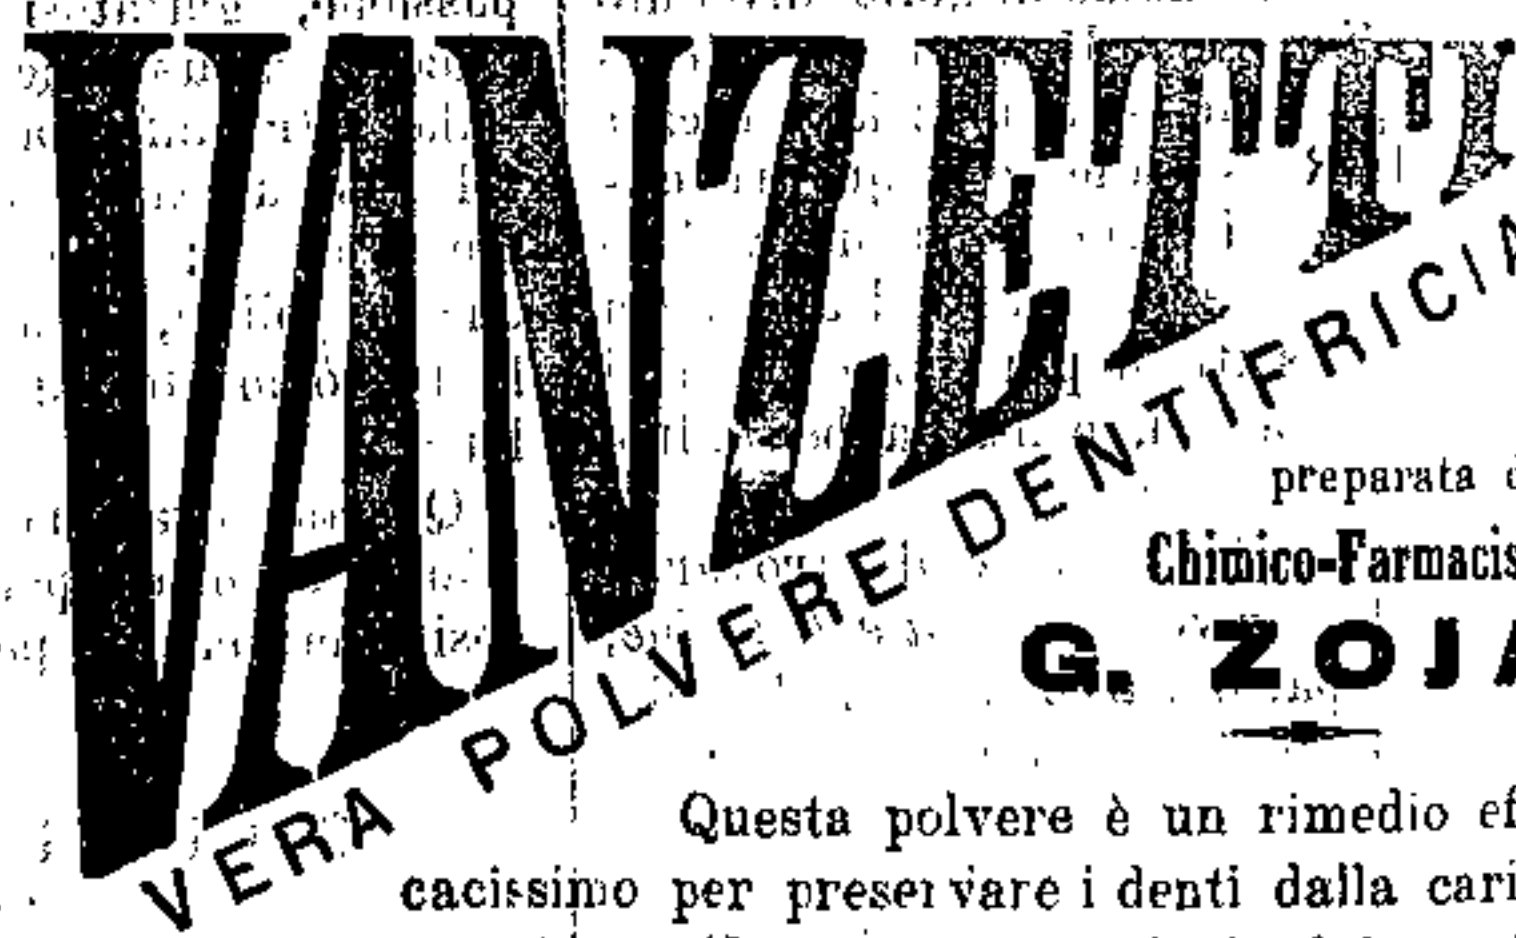 VANZETTI
VERA POLVERE DENTIFRICIA
preparata d
Chimico-Farmacis
G. ZOJA
Questa polvere è un rimedio ef
cacissimo per preservare i denti dalla cari